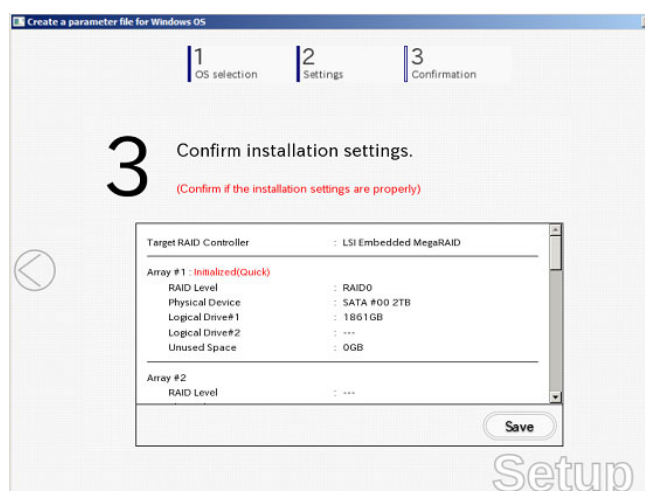 Create a parameter file for Windows OS
1
OS selection
2
Settings
3
Confirmation
3
Confirm installation settings.
(Confirm if the installation settings are properly)
Target RAID Controller : LSI Embedded MegaRAID
Array #1 : Initialized(Quick)
RAID Level : RAID0
Physical Device : SATA #00 2TB
Logical Drive#1 : 1861GB
Logical Drive#2 : ---
Unused Space : 0GB
Array #2
RAID Level : ---
Save
Setup